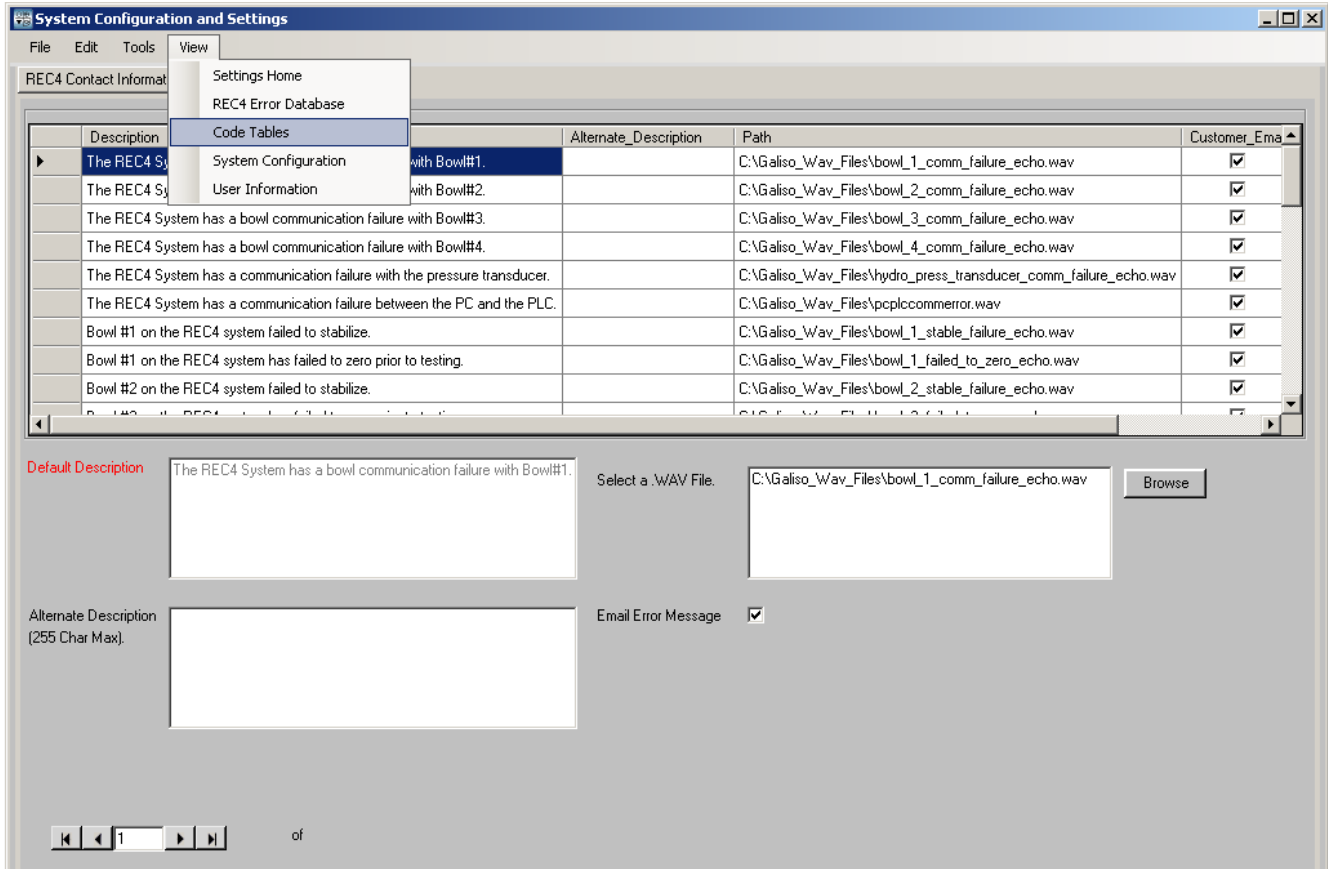 System Configuration and Settings
File Edit Tools View
REC4 Contact Informat
Settings Home
REC4 Error Database
Code Tables
System Configuration
User Information
Description Alternate_Description Path Customer_Ema
The REC4 Sy with Bowl#1. C:\Galiso_Wav_Files\bowl_1_comm_failure_echo.wav
The REC4 Sy with Bowl#2. C:\Galiso_Wav_Files\bowl_2_comm_failure_echo.wav
The REC4 System has a bowl communication failure with Bowl#3. C:\Galiso_Wav_Files\bowl_3_comm_failure_echo.wav
The REC4 System has a bowl communication failure with Bowl#4. C:\Galiso_Wav_Files\bowl_4_comm_failure_echo.wav
The REC4 System has a communication failure with the pressure transducer. C:\Galiso_Wav_Files\hydro_press_transducer_comm_failure_echo.wav
The REC4 System has a communication failure between the PC and the PLC. C:\Galiso_Wav_Files\pcplccommerror.wav
Bowl #1 on the REC4 system failed to stabilize. C:\Galiso_Wav_Files\bowl_1_stable_failure_echo.wav
Bowl #1 on the REC4 system has failed to zero prior to testing. C:\Galiso_Wav_Files\bowl_1_failed_to_zero_echo.wav
Bowl #2 on the REC4 system failed to stabilize. C:\Galiso_Wav_Files\bowl_2_stable_failure_echo.wav
Default Description The REC4 System has a bowl communication failure with Bowl#1. Select a .WAV File. C:\Galiso_Wav_Files\bowl_1_comm_failure_echo.wav Browse
Alternate Description Email Error Message
(255 Char Max).
1 of